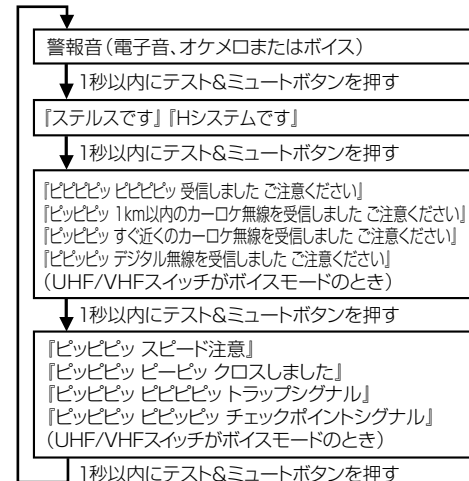 警報音(電子音、オケメロまたはボイス)
1秒以内にテスト&ミュートボタンを押す
『ステルスです』『Hシステムです』
1秒以内にテスト&ミュートボタンを押す
『ピピピピッ ピピピピッ 受信しました ご注意ください』
『ピッピピッ 1km以内のカーロケ無線を受信しました ご注意ください』
『ピッピピッ すぐ近くのカーロケ無線を受信しました ご注意ください』
『ピピッピッ デジタル無線を受信しました ご注意ください』
(UHF/VHFスイッチがボイスモードのとき)
1秒以内にテスト&ミュートボタンを押す
『ピッピピッ スピード注意』
『ピッピピッ ピーピッ クロスしました』
『ピッピピッ ピピピピッ トラップシグナル』
『ピッピピッ ピピッピッ チェックポイントシグナル』
(UHF/VHFスイッチがボイスモードのとき)
1秒以内にテスト&ミュートボタンを押す